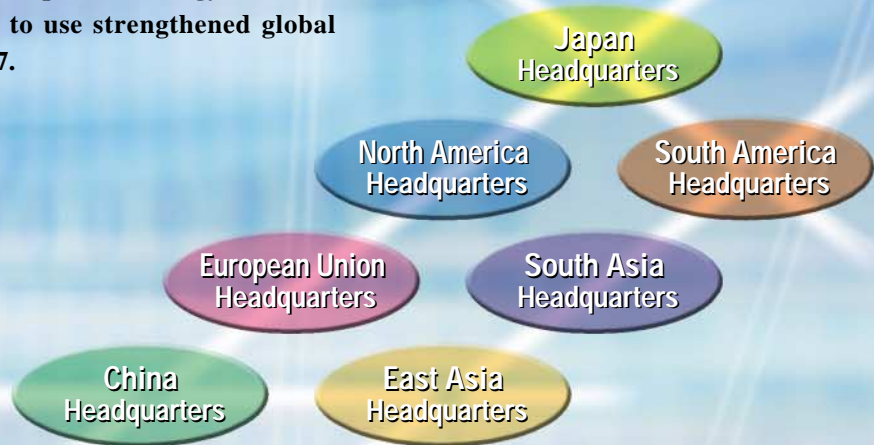 to use strengthened global
7.
Japan
Headquarters
North America
Headquarters
South America
Headquarters
European Union
Headquarters
South Asia
Headquarters
China
Headquarters
East Asia
Headquarters